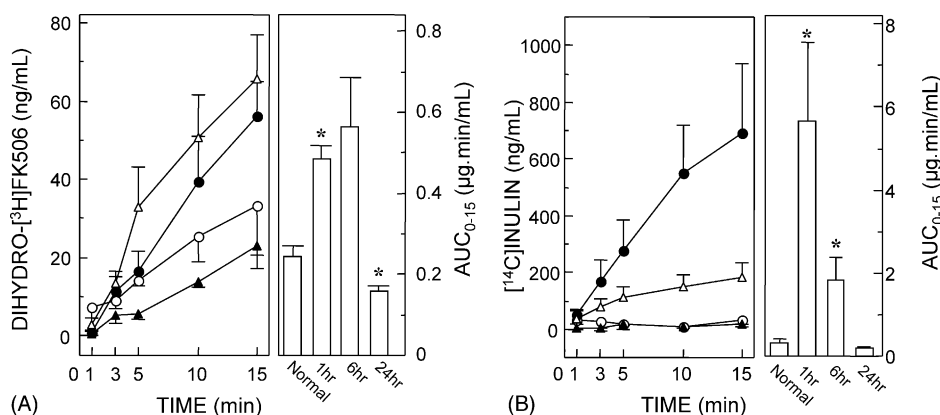 DIHYDRO-[³H]FK506 (ng/mL)
80
60
40
20
0
0 1 3 5 10 15
TIME (min)
Normal 1hr 6hr 24hr
* *
0.8
0.6
0.4
0.2
0
AUC₀₋₁₅ (µg.min/mL)
(A)
[¹⁴C]INULIN (ng/mL)
1000
800
600
400
200
0
0 1 3 5 10 15
TIME (min)
Normal 1hr 6hr 24hr
* *
8
6
4
2
0
AUC₀₋₁₅ (µg.min/mL)
(B)